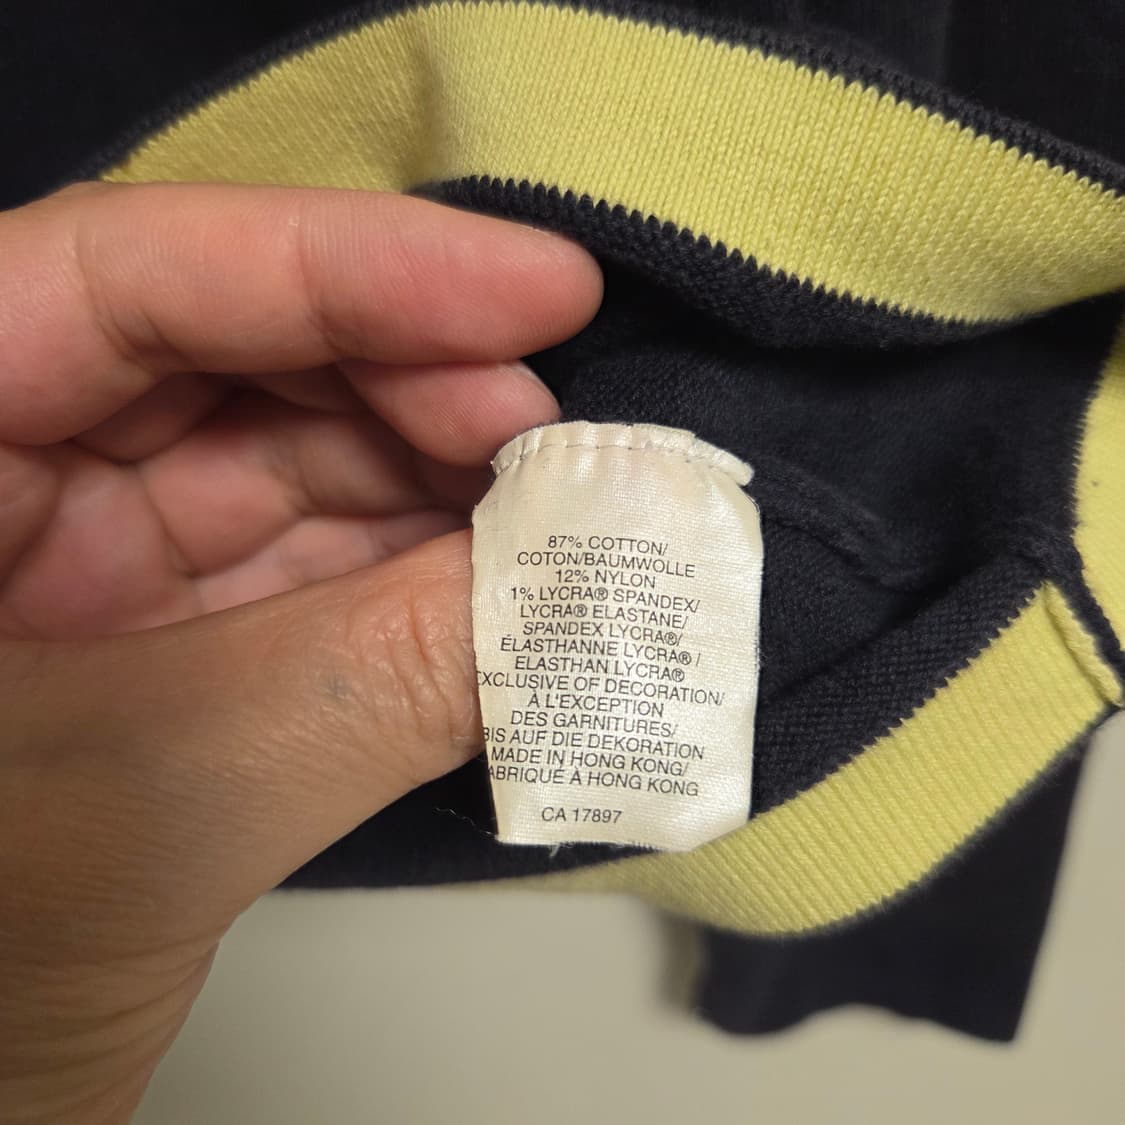 87% COTTON/
COTON/BAUMWOLLE
12% NYLON
1% LYCRA® SPANDEX/
LYCRA® ELASTANE/
SPANDEX LYCRA®/
ÉLASTHANNE LYCRA® /
ELASTHAN LYCRA®
EXCLUSIVE OF DECORATION/
À L'EXCEPTION
DES GARNITURES/
BIS AUF DIE DEKORATION
MADE IN HONG KONG/
ABRIQUÉ À HONG KONG
CA 17897